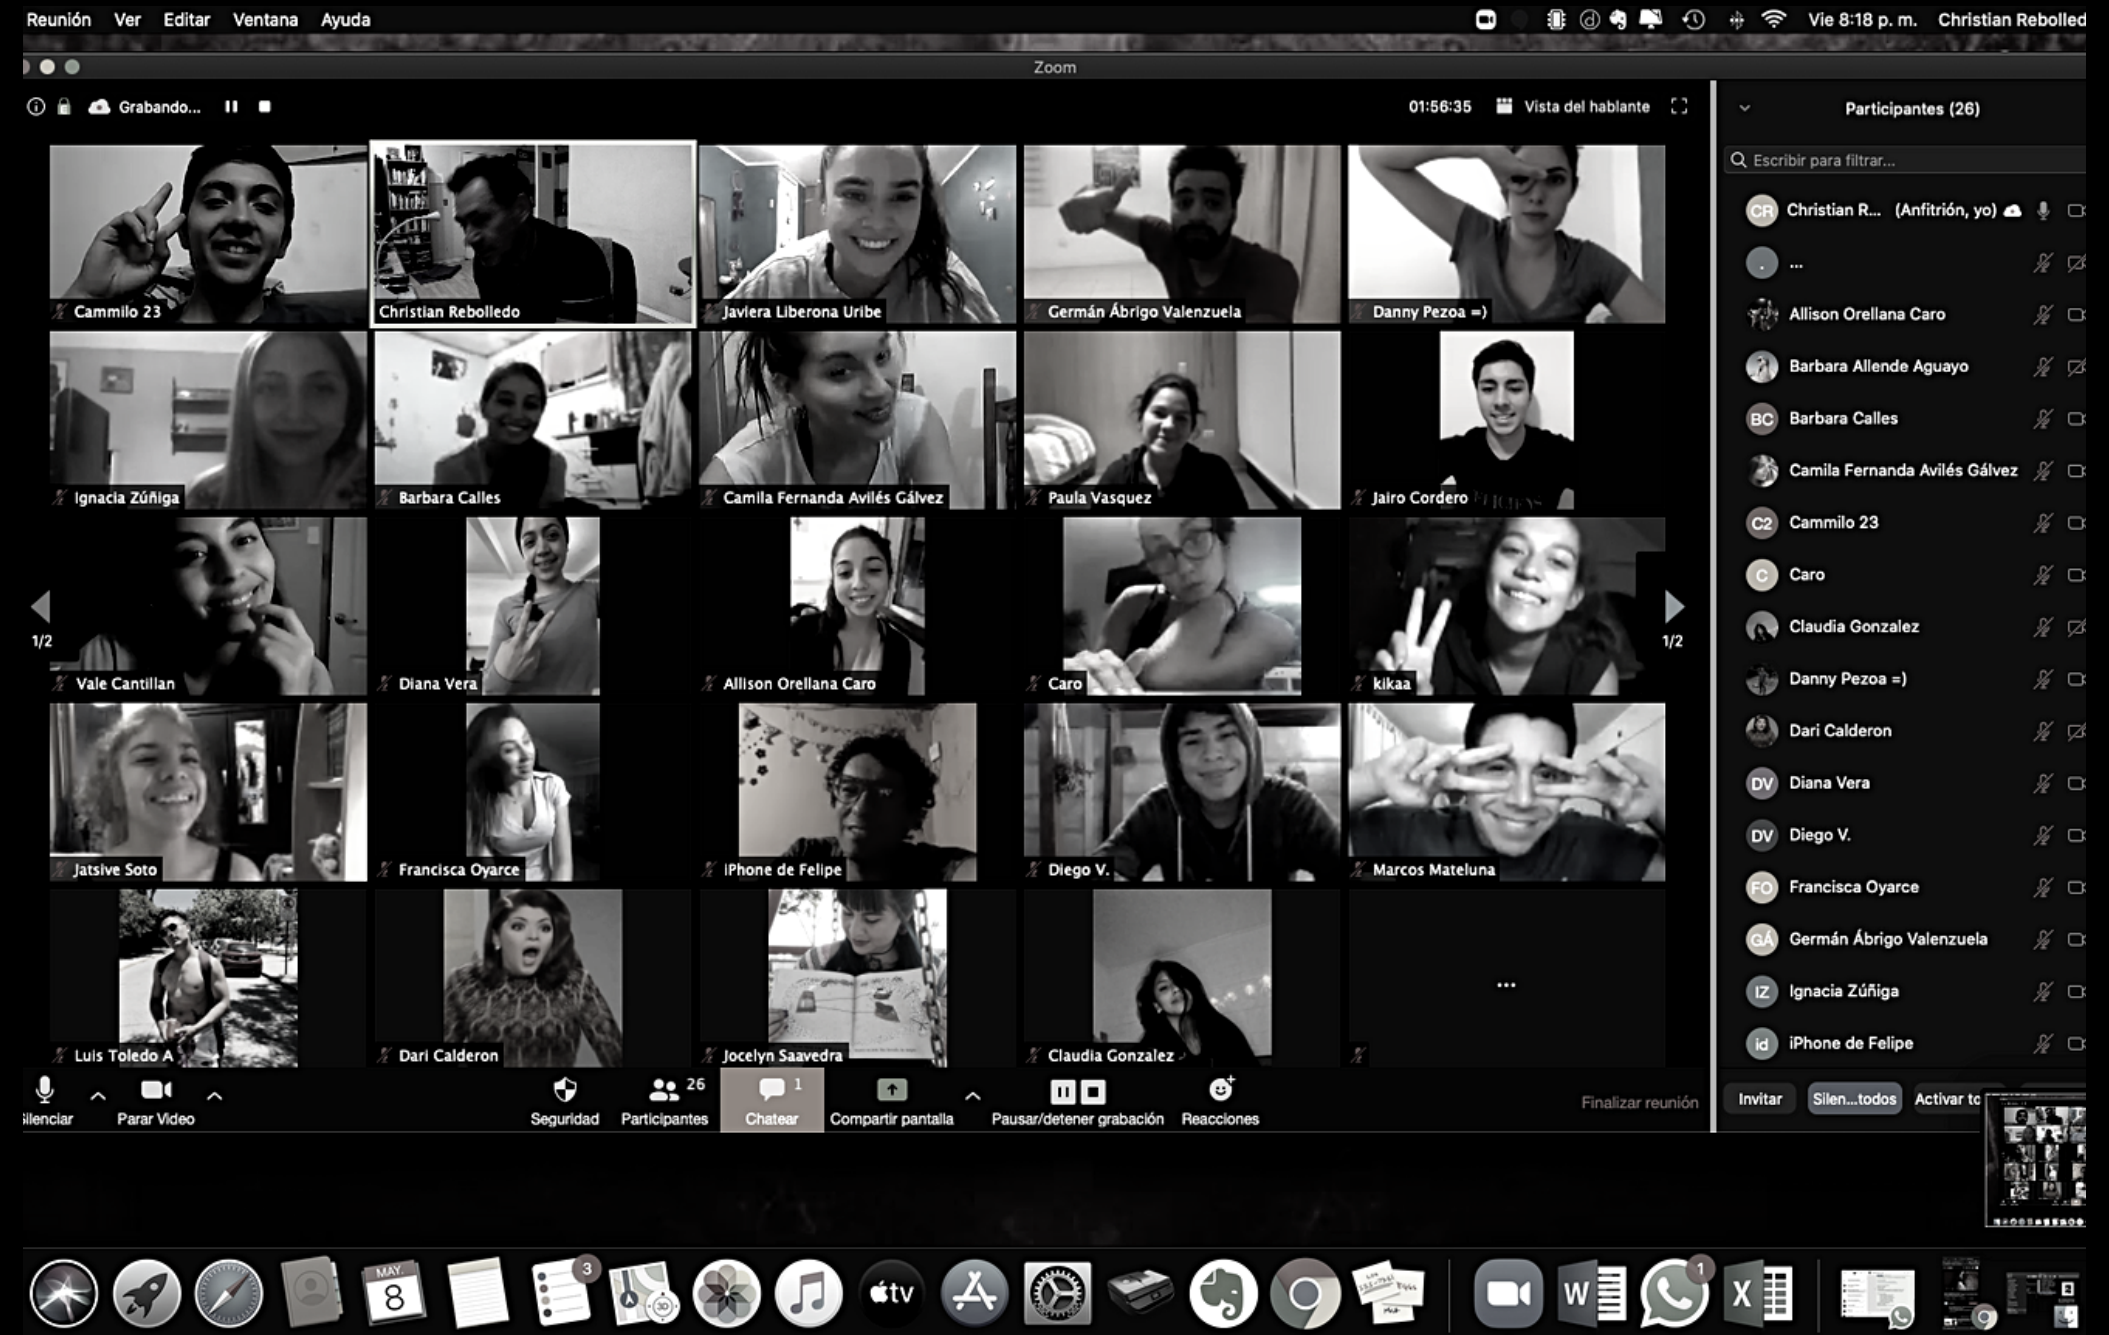 Reunión Ver Editar Ventana Ayuda
Vie 8:18 p. m. Christian Rebolled
Zoom
Grabando...
01:56:35 Vista del hablante
Participantes (26)
Escribir para filtrar...
Cammilo 23
Christian Rebolledo
Javiera Liberona Uribe
Germán Ábrigo Valenzuela
Danny Pezoa =)
Ignacia Zúñiga
Barbara Calles
Camila Fernanda Avilés Gálvez
Paula Vasquez
Jairo Cordero
1/2
Vale Cantillan
Diana Vera
Allison Orellana Caro
Caro
kikaa
1/2
Jatsive Soto
Francisca Oyarce
iPhone de Felipe
Diego V.
Marcos Mateluna
Luis Toledo A
Dari Calderon
Jocelyn Saavedra
Claudia Gonzalez
...
CR Christian R... (Anfitrión, yo)
. ...
Allison Orellana Caro
Barbara Allende Aguayo
BC Barbara Calles
Camila Fernanda Avilés Gálvez
C2 Cammilo 23
C Caro
Claudia Gonzalez
Danny Pezoa =)
Dari Calderon
DV Diana Vera
DV Diego V.
FO Francisca Oyarce
GÁ Germán Ábrigo Valenzuela
IZ Ignacia Zúñiga
id iPhone de Felipe
Invitar Silen...todos Activar to
26 1
Silenciar Parar Video Seguridad Participantes Chatear Compartir pantalla Pausar/detener grabación Reacciones
Finalizar reunión
MAY.
8
3
3D
tv
W
1
X